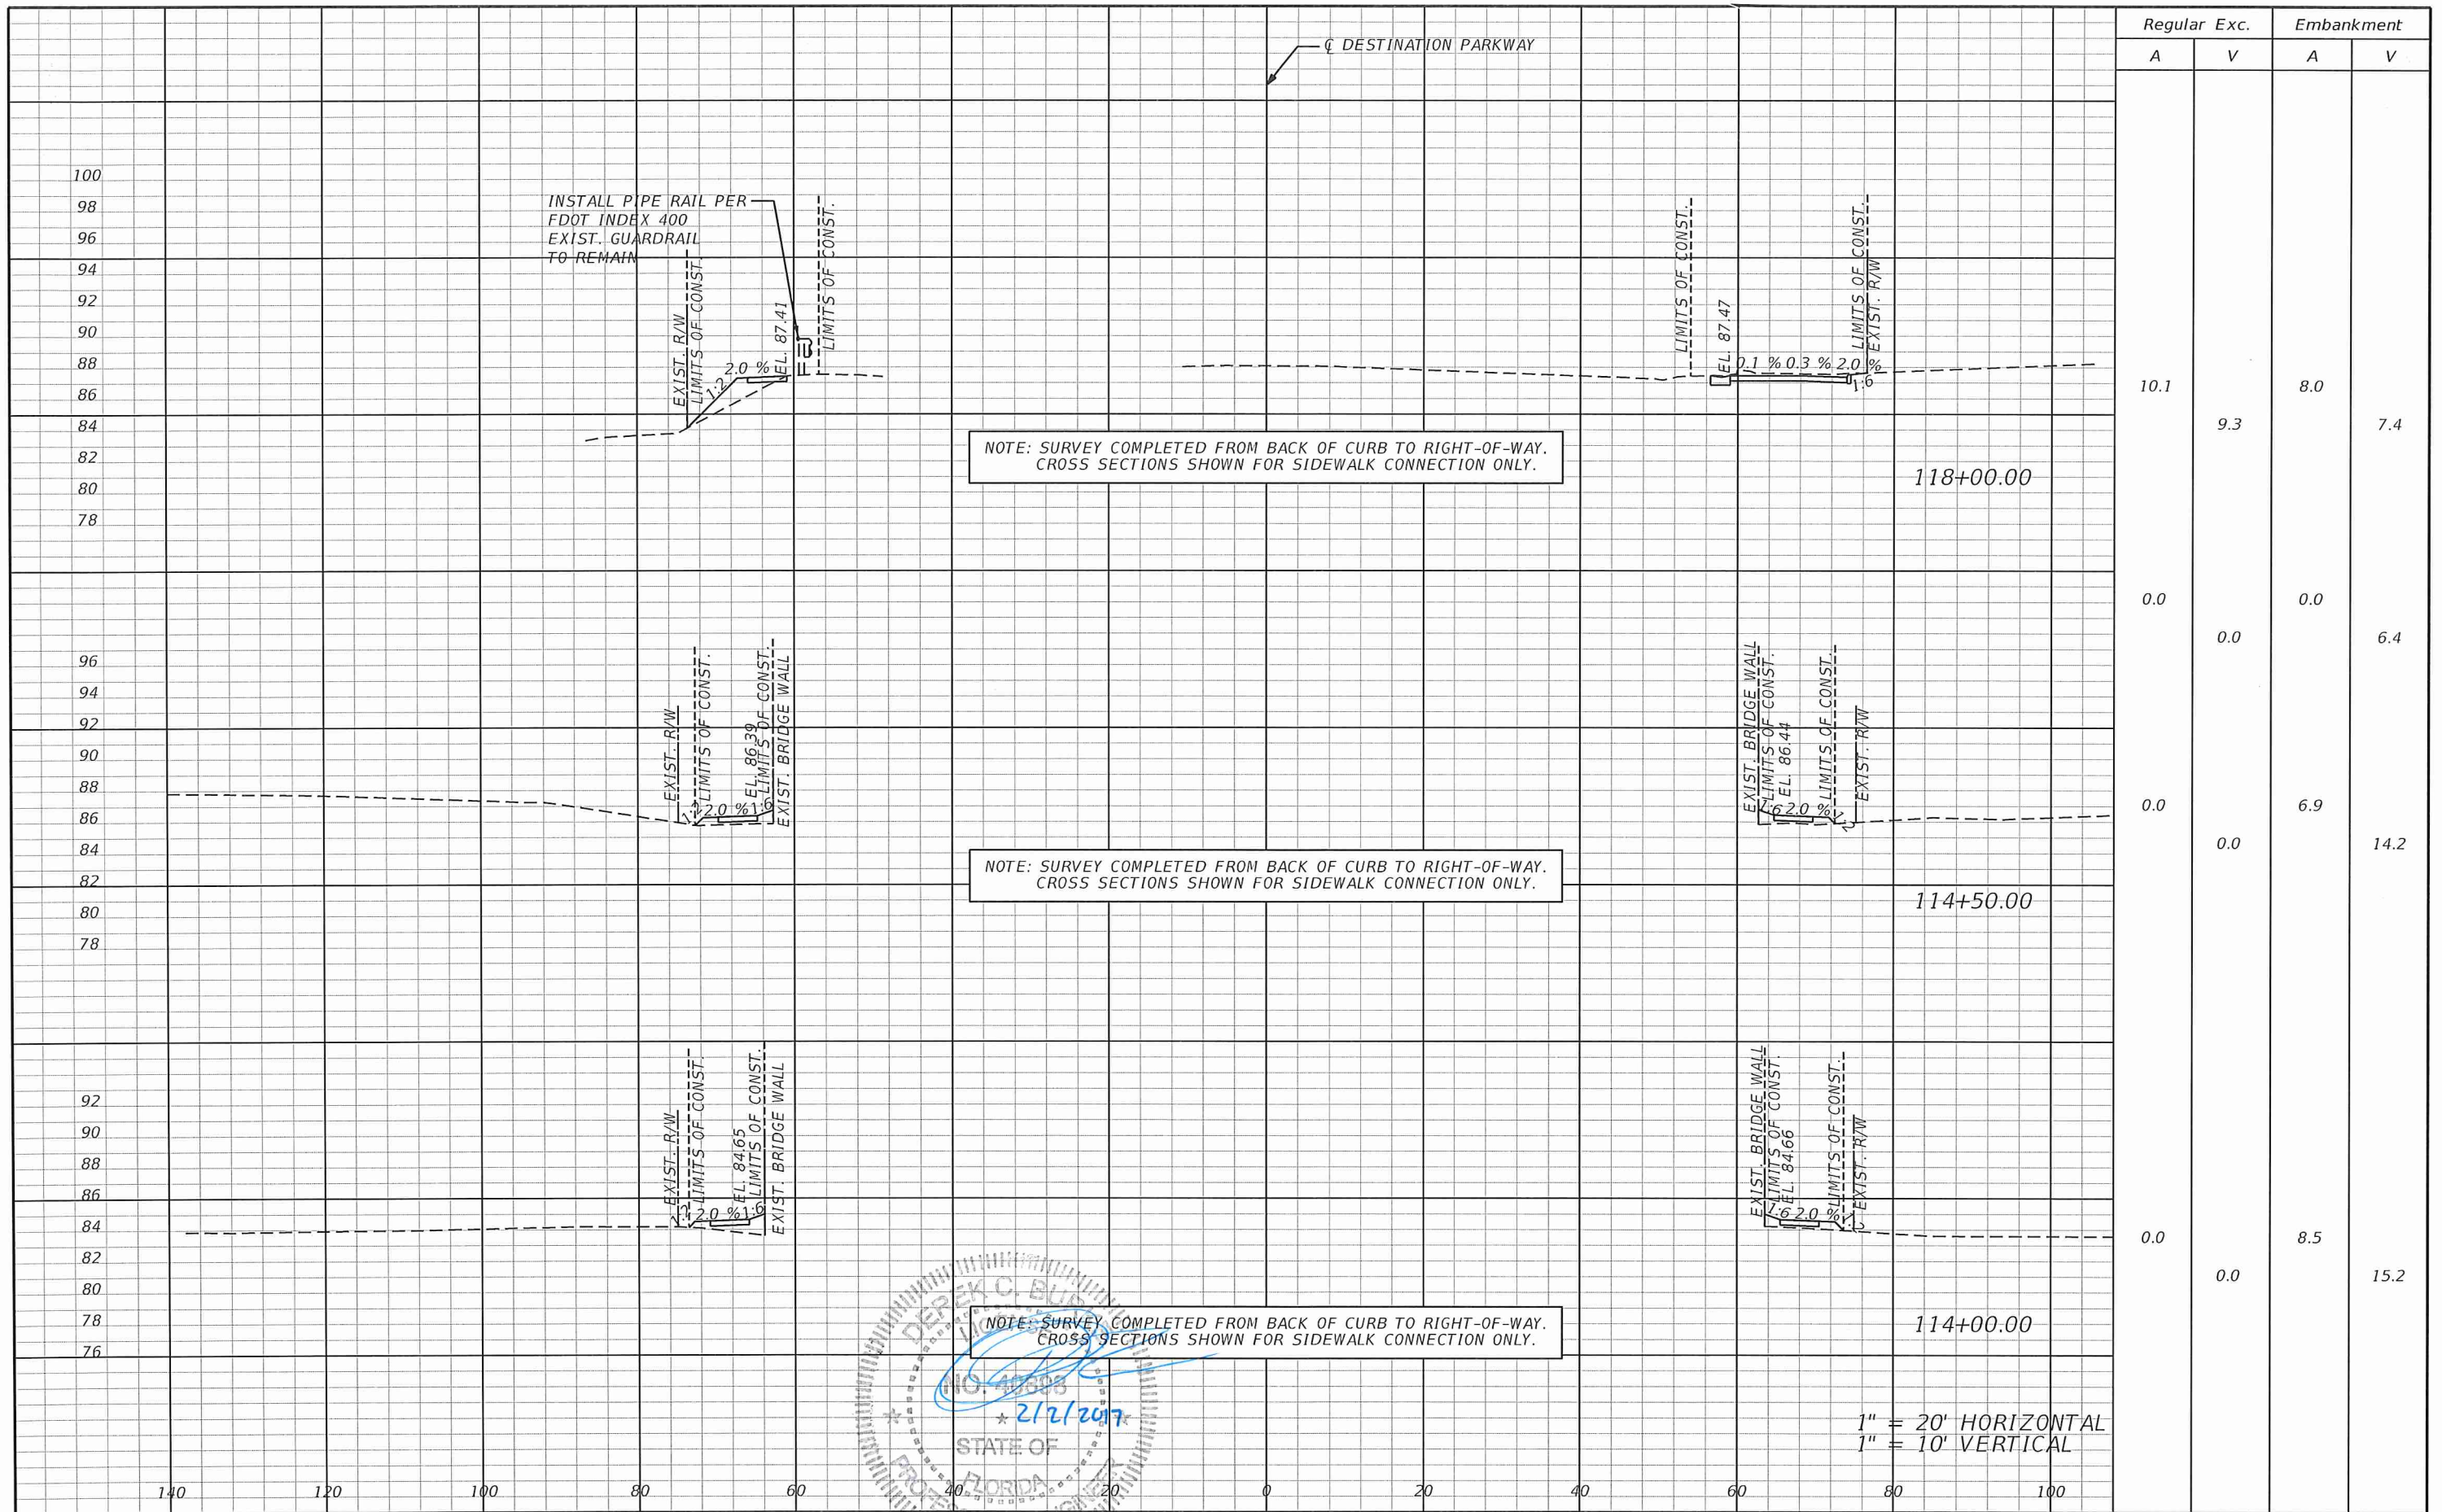 Regular Exc. Embankment
A V A V
℄ DESTINATION PARKWAY
100
98
96
94
92
90
88
86
84
82
80
78
INSTALL PIPE RAIL PER
FDOT INDEX 400
EXIST. GUARDRAIL
TO REMAIN
EXIST. R/W
LIMITS OF CONST.
1:2
2.0 %
EL. 87.41
LIMITS OF CONST.
LIMITS OF CONST.
EL. 87.47
0.1 % 0.3 % 2.0 %
1:6
LIMITS OF CONST.
EXIST. R/W
10.1 8.0
9.3 7.4
NOTE: SURVEY COMPLETED FROM BACK OF CURB TO RIGHT-OF-WAY.
CROSS SECTIONS SHOWN FOR SIDEWALK CONNECTION ONLY.
118+00.00
0.0 0.0
0.0 6.4
96
94
92
90
88
86
84
82
80
78
EXIST. R/W
LIMITS OF CONST.
1:2
2.0 %
1:6
EL. 86.39
LIMITS OF CONST.
EXIST. BRIDGE WALL
EXIST. BRIDGE WALL
LIMITS OF CONST.
EL. 86.44
1:6
2.0 %
1:2
LIMITS OF CONST.
EXIST. R/W
0.0 6.9
0.0 14.2
NOTE: SURVEY COMPLETED FROM BACK OF CURB TO RIGHT-OF-WAY.
CROSS SECTIONS SHOWN FOR SIDEWALK CONNECTION ONLY.
114+50.00
92
90
88
86
84
82
80
78
76
EXIST. R/W
LIMITS OF CONST.
1:2
2.0 %
1:6
EL. 84.65
LIMITS OF CONST.
EXIST. BRIDGE WALL
EXIST. BRIDGE WALL
LIMITS OF CONST.
EL. 84.66
1:6
2.0 %
1:2
LIMITS OF CONST.
EXIST. R/W
0.0 8.5
0.0 15.2
NOTE: SURVEY COMPLETED FROM BACK OF CURB TO RIGHT-OF-WAY.
CROSS SECTIONS SHOWN FOR SIDEWALK CONNECTION ONLY.
114+00.00
DEREK C.
NO.
2/2/2017
STATE OF
FLORIDA
1" = 20' HORIZONTAL
1" = 10' VERTICAL
140 120 100 80 60 40 20 0 20 40 60 80 100